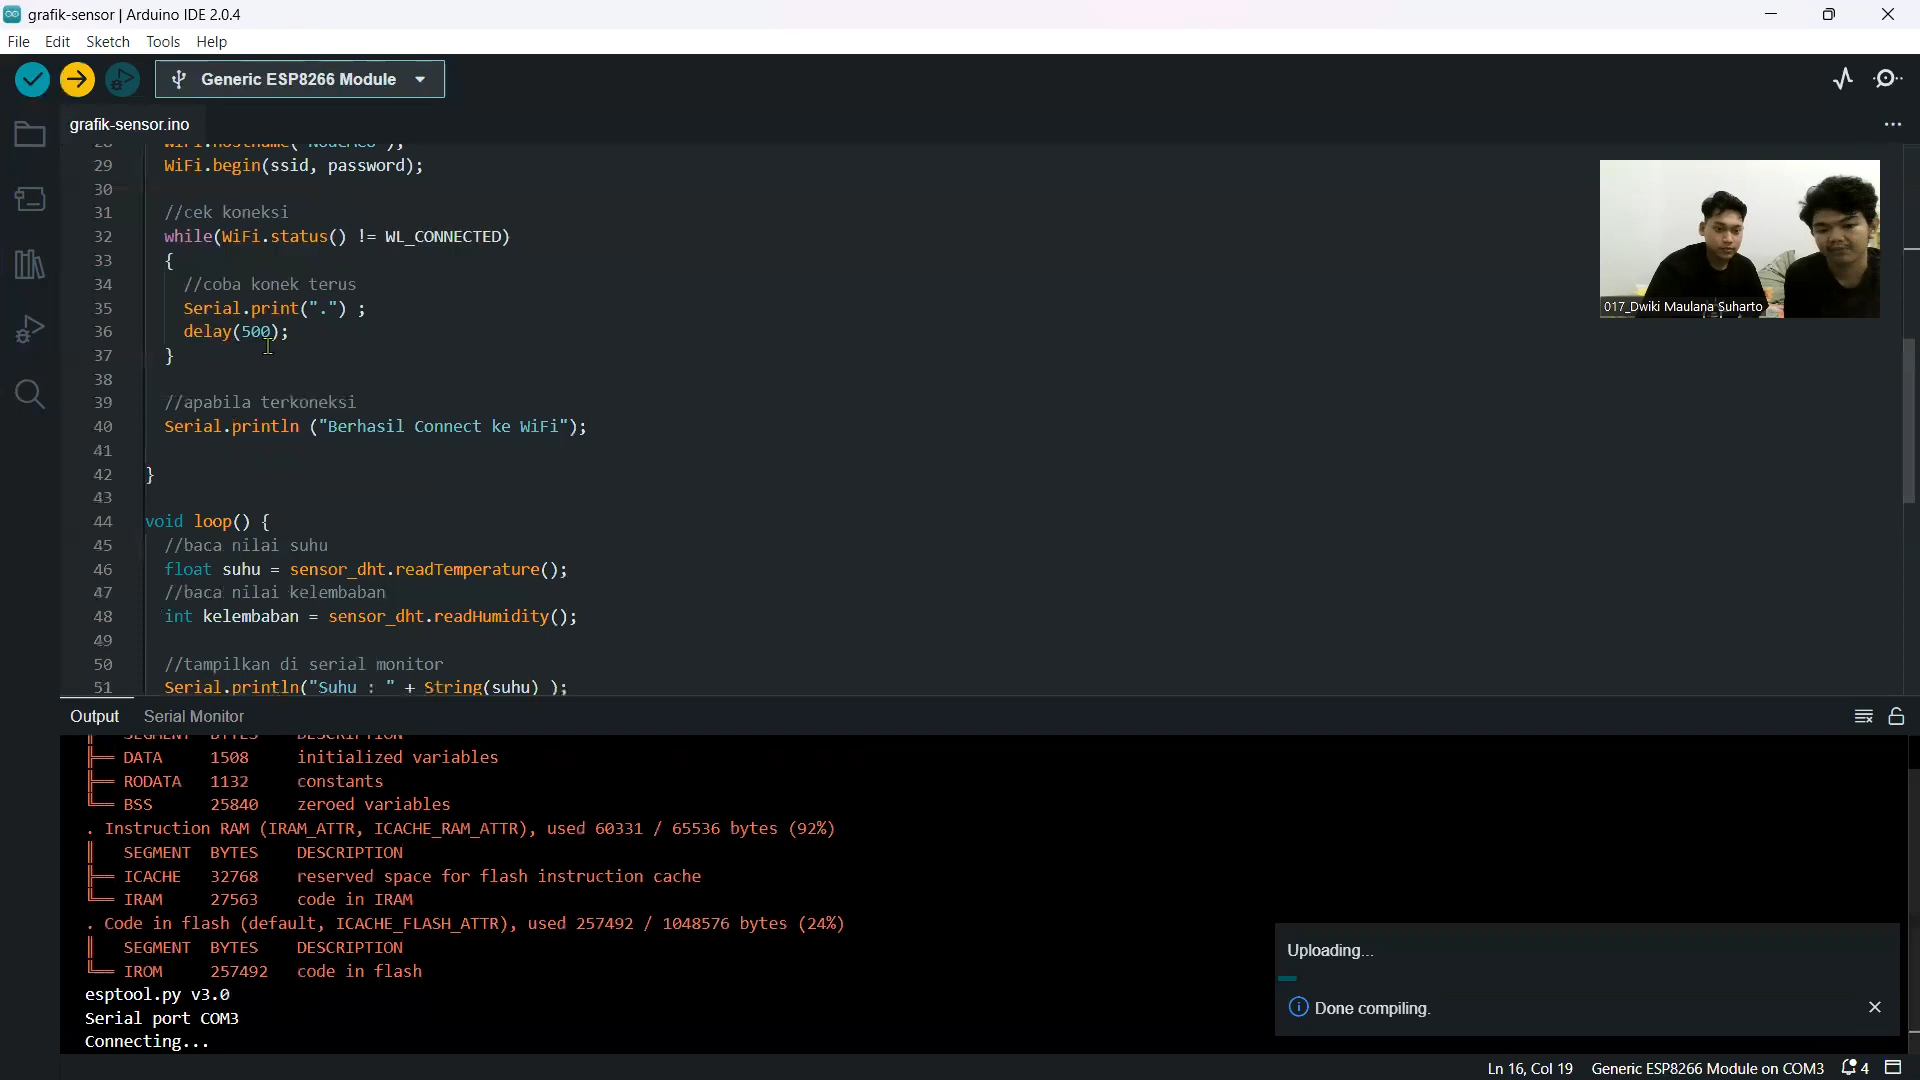 grafik-sensor | Arduino IDE 2.0.4
File Edit Sketch Tools Help
Generic ESP8266 Module
grafik-sensor.ino
28 WiFi.hostname("NodeMCU");
29 WiFi.begin(ssid, password);
30
31 //cek koneksi
32 while(WiFi.status() != WL_CONNECTED)
33 {
34 //coba konek terus
35 Serial.print(".") ;
36 delay(500);
37 }
38
39 //apabila terkoneksi
40 Serial.println ("Berhasil Connect ke WiFi");
41
42 }
43
44 void loop() {
45 //baca nilai suhu
46 float suhu = sensor_dht.readTemperature();
47 //baca nilai kelembaban
48 int kelembaban = sensor_dht.readHumidity();
49
50 //tampilkan di serial monitor
51 Serial.println("Suhu : " + String(suhu) );
017_Dwiki Maulana Suharto
Output Serial Monitor
SEGMENT BYTES DESCRIPTION
DATA 1508 initialized variables
RODATA 1132 constants
BSS 25840 zeroed variables
. Instruction RAM (IRAM_ATTR, ICACHE_RAM_ATTR), used 60331 / 65536 bytes (92%)
SEGMENT BYTES DESCRIPTION
ICACHE 32768 reserved space for flash instruction cache
IRAM 27563 code in IRAM
. Code in flash (default, ICACHE_FLASH_ATTR), used 257492 / 1048576 bytes (24%)
SEGMENT BYTES DESCRIPTION
IROM 257492 code in flash
esptool.py v3.0
Serial port COM3
Connecting...
Uploading...
Done compiling.
Ln 16, Col 19 Generic ESP8266 Module on COM3 4